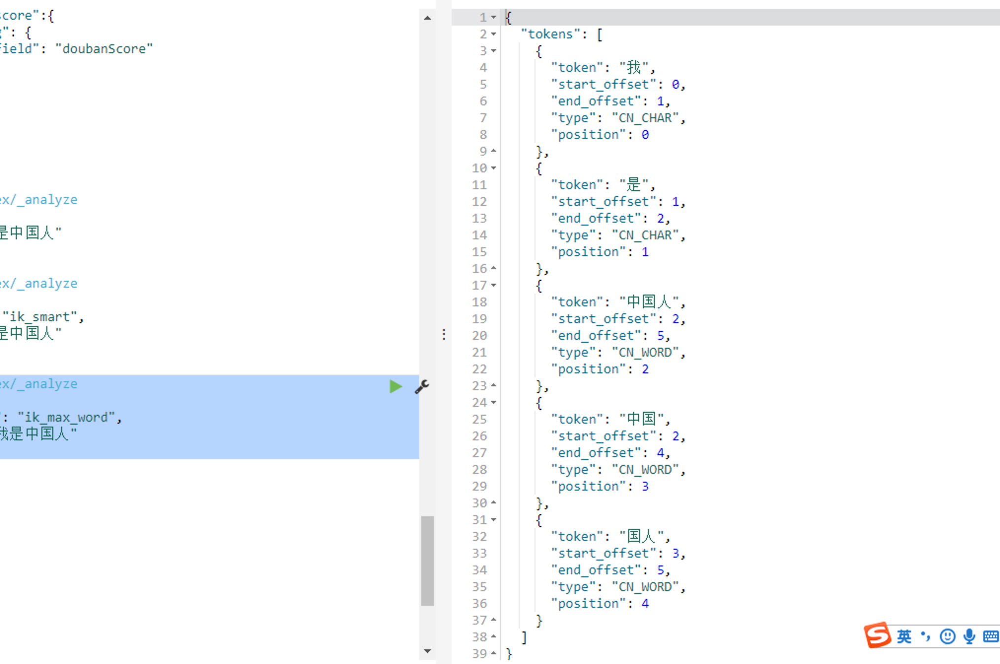 score":{
": {
field": "doubanScore"
ex/_analyze
是中国人"
ex/_analyze
"ik_smart",
是中国人"
ex/_analyze
: "ik_max_word",
我是中国人"
1 {
2 "tokens": [
3 {
4 "token": "我",
5 "start_offset": 0,
6 "end_offset": 1,
7 "type": "CN_CHAR",
8 "position": 0
9 },
10 {
11 "token": "是",
12 "start_offset": 1,
13 "end_offset": 2,
14 "type": "CN_CHAR",
15 "position": 1
16 },
17 {
18 "token": "中国人",
19 "start_offset": 2,
20 "end_offset": 5,
21 "type": "CN_WORD",
22 "position": 2
23 },
24 {
25 "token": "中国",
26 "start_offset": 2,
27 "end_offset": 4,
28 "type": "CN_WORD",
29 "position": 3
30 },
31 {
32 "token": "国人",
33 "start_offset": 3,
34 "end_offset": 5,
35 "type": "CN_WORD",
36 "position": 4
37 }
38 ]
39 }
S 英